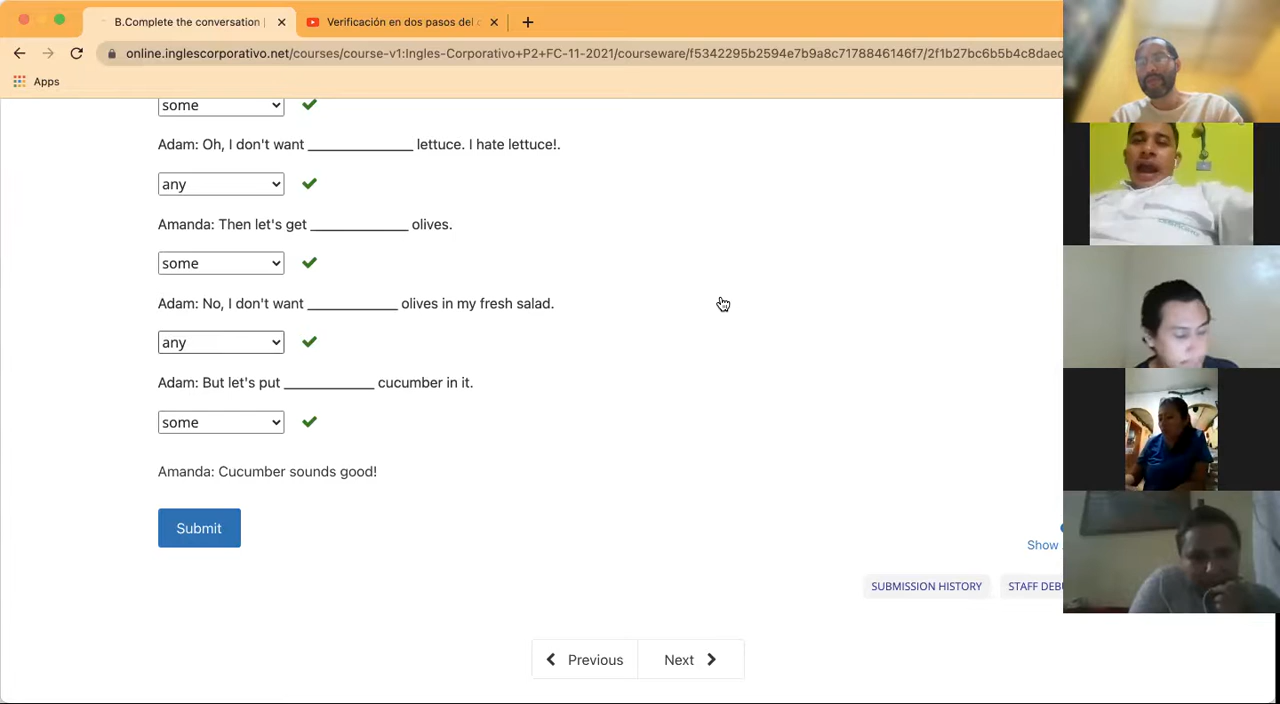 B.Complete the conversation |
Verificación en dos pasos del
online.inglescorporativo.net/courses/course-v1:Ingles-Corporativo+P2+FC-11-2021/courseware/f5342295b2594e7b9a8c7178846146f7/2f1b27bc6b5b4c8daed
Apps
some
Adam: Oh, I don't want ______________ lettuce. I hate lettuce!.
any
Amanda: Then let's get _____________ olives.
some
Adam: No, I don't want ____________ olives in my fresh salad.
any
Adam: But let's put ____________ cucumber in it.
some
Amanda: Cucumber sounds good!
Submit
Show
SUBMISSION HISTORY
STAFF DEBU
Previous
Next